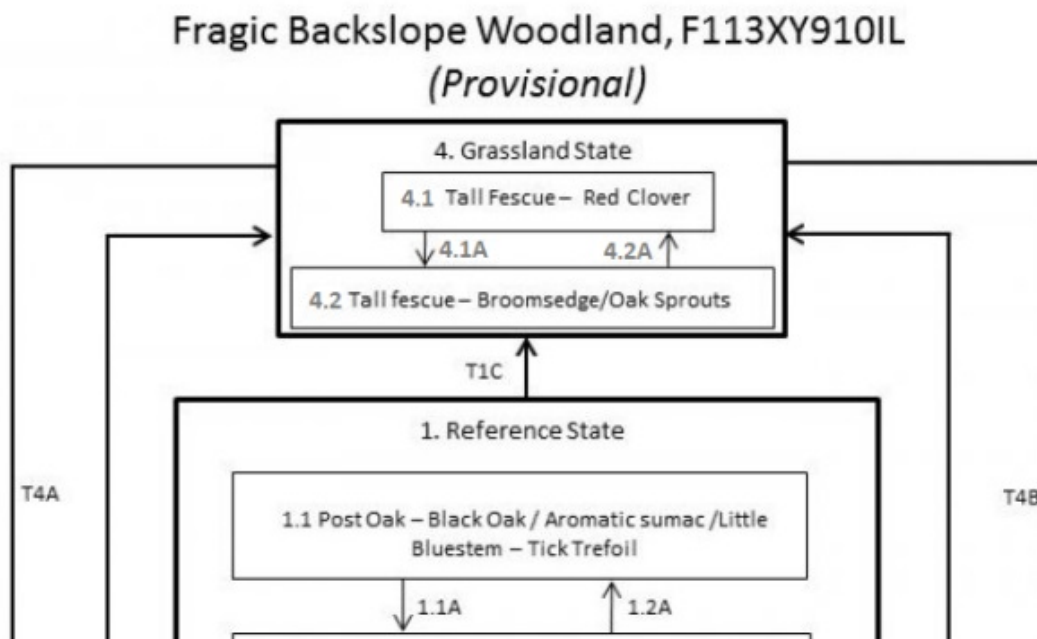 Fragic Backslope Woodland, F113XY910IL
(Provisional)
4. Grassland State
4.1 Tall Fescue – Red Clover
4.1A
4.2A
4.2 Tall fescue – Broomsedge/Oak Sprouts
T1C
1. Reference State
T4A
T4B
1.1 Post Oak – Black Oak / Aromatic sumac /Little
Bluestem – Tick Trefoil
1.1A
1.2A